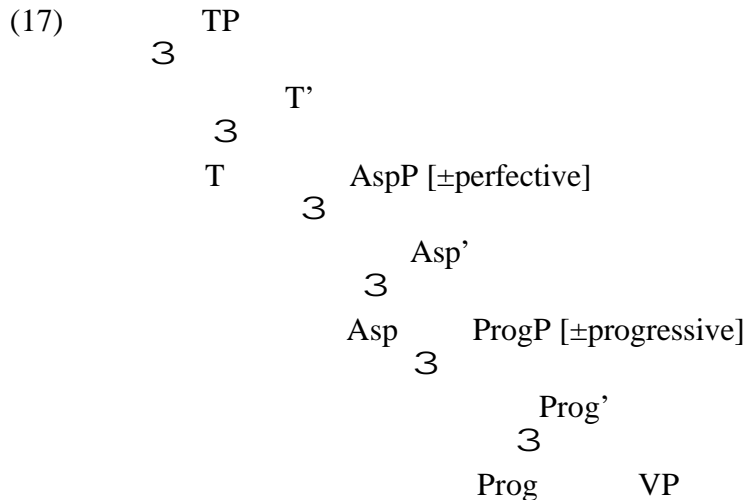 (17) TP
3
T’
3
T AspP [±perfective]
3
Asp’
3
Asp ProgP [±progressive]
3
Prog’
3
Prog VP